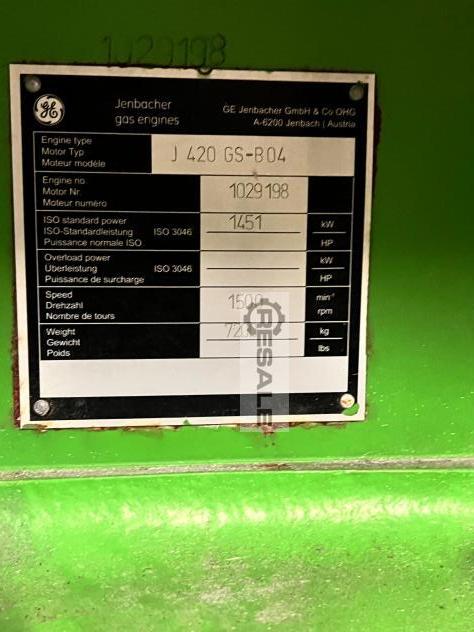 1029198
GE
Jenbacher
gas engines
GE Jenbacher GmbH & Co OHG
A-6200 Jenbach | Austria
Engine type
Motor Typ
Moteur modéle
J 420 GS-B04
Engine no.
Motor Nr.
Moteur numéro
1029198
ISO standard power
ISO-Standardleistung
Puissance normale ISO
ISO 3046
1451
kW
HP
Overload power
Überleistung
Puissance de surcharge
ISO 3046
kW
HP
Speed
Drehzahl
Nombre de tours
1500
min⁻¹
rpm
Weight
Gewicht
Poids
kg
lbs
RESALE